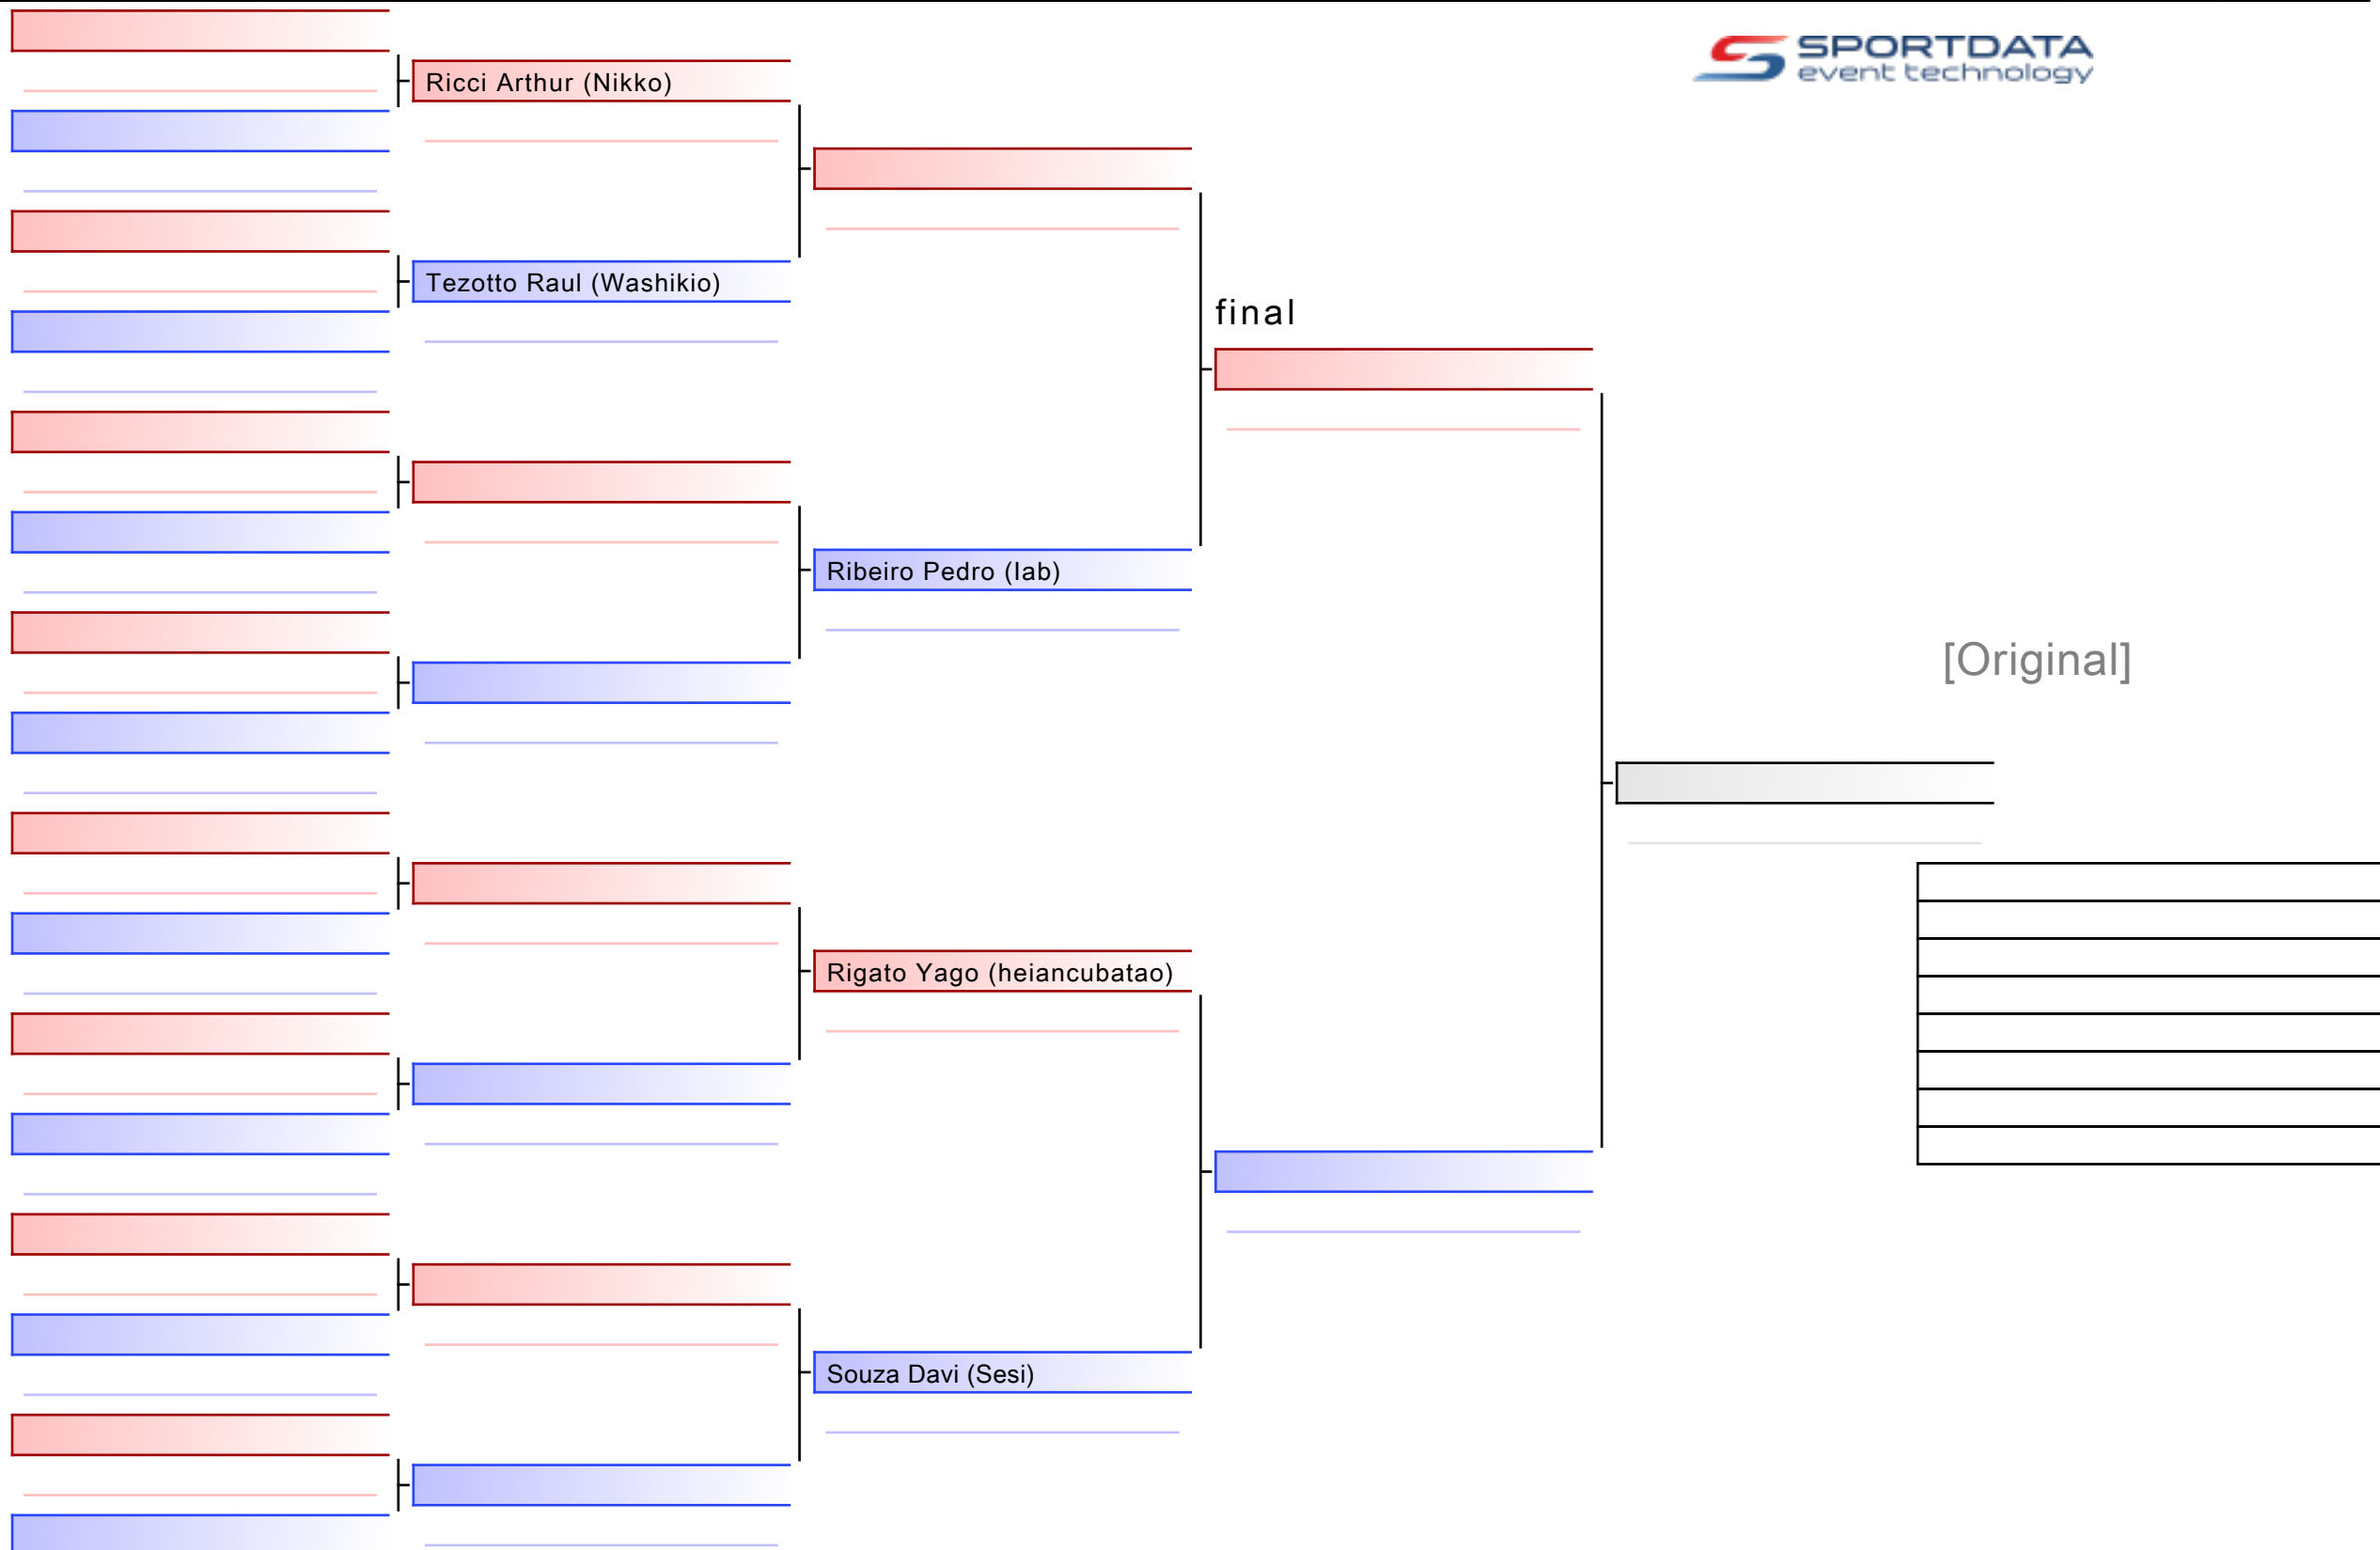 SPORTDATA
event technology
Ricci Arthur (Nikko)
Tezotto Raul (Washikio)
final
Ribeiro Pedro (Iab)
[Original]
Rigato Yago (heiancubatao)
Souza Davi (Sesi)